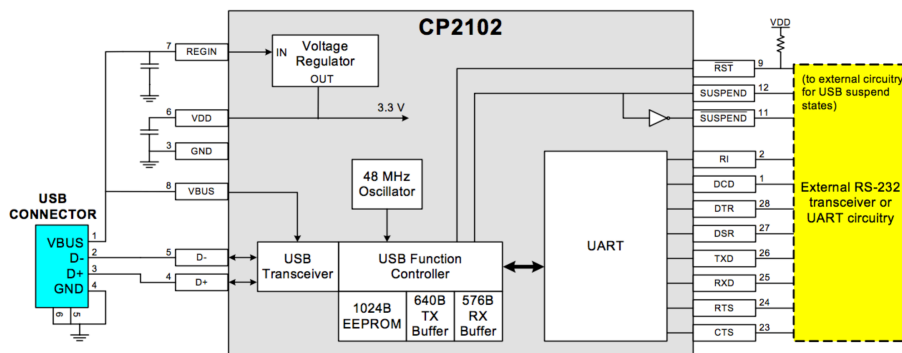 CP2102
VDD
7
REGIN
IN
Voltage
Regulator
OUT
3.3 V
6
VDD
3
GND
8
VBUS
48 MHz
Oscillator
USB
CONNECTOR
VBUS
1
D-
2
D+
3
GND
4
6
5
5
D-
4
D+
USB
Transceiver
USB Function
Controller
1024B
EEPROM
640B
TX
Buffer
576B
RX
Buffer
UART
RST
9
SUSPEND
12
SUSPEND
11
RI
2
DCD
1
DTR
28
DSR
27
TXD
26
RXD
25
RTS
24
CTS
23
(to external circuitry
for USB suspend
states)
External RS-232
transceiver or
UART circuitry